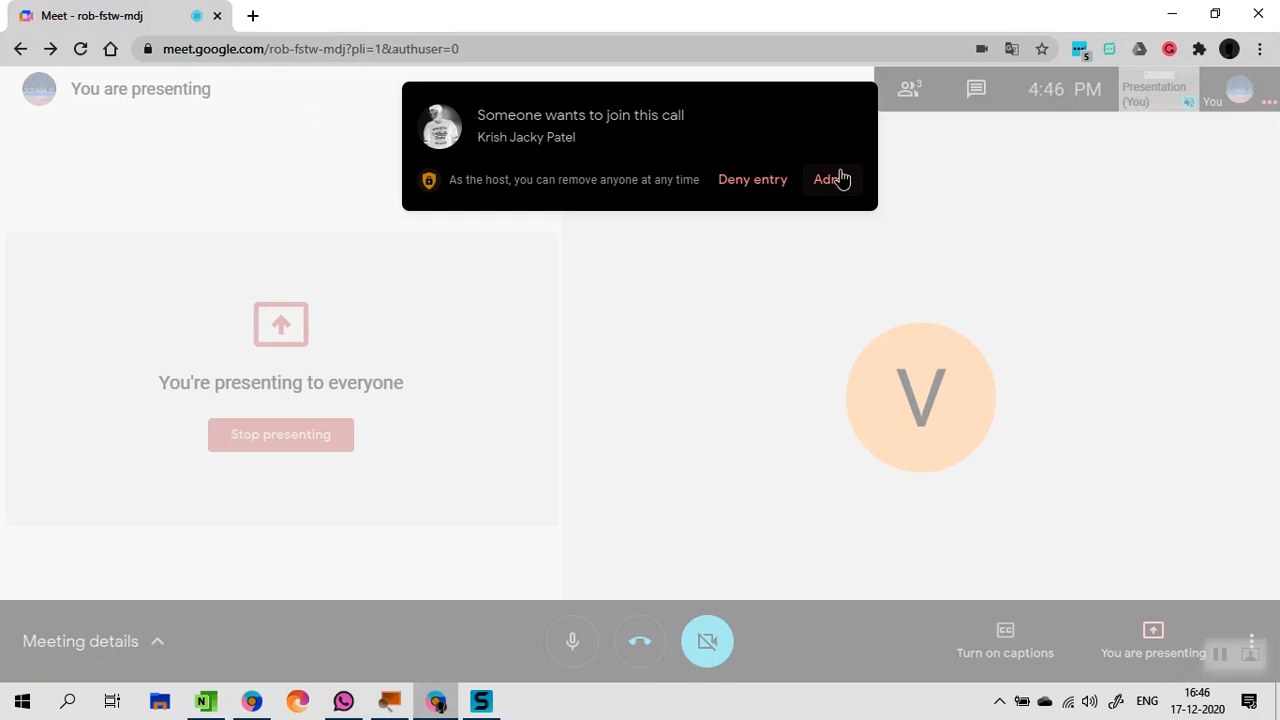 Meet - rob-fstw-mdj
meet.google.com/rob-fstw-mdj?pli=1&authuser=0
5
You are presenting
Someone wants to join this call
Krish Jacky Patel
As the host, you can remove anyone at any time
Deny entry
3
4:46 PM
Presentation
(You)
You
You're presenting to everyone
Stop presenting
V
Meeting details
CC
Turn on captions
You are presenting
N
S
ENG
16:46
17-12-2020